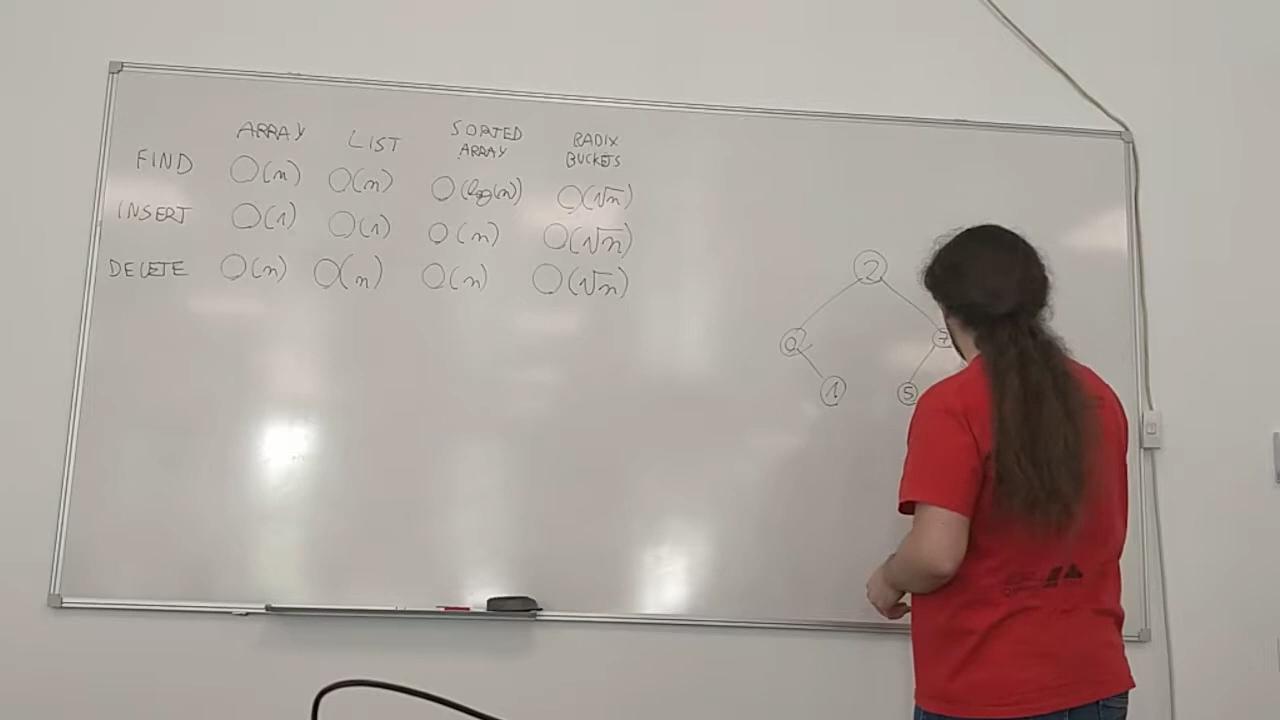 ARRAY LIST SORTED ARRAY RADIX BUCKETS
FIND O(n) O(n) O(log(n)) O(√n)
INSERT O(1) O(1) O(n) O(√n)
DELETE O(n) O(n) O(n) O(√n)
2
0 7
1 5